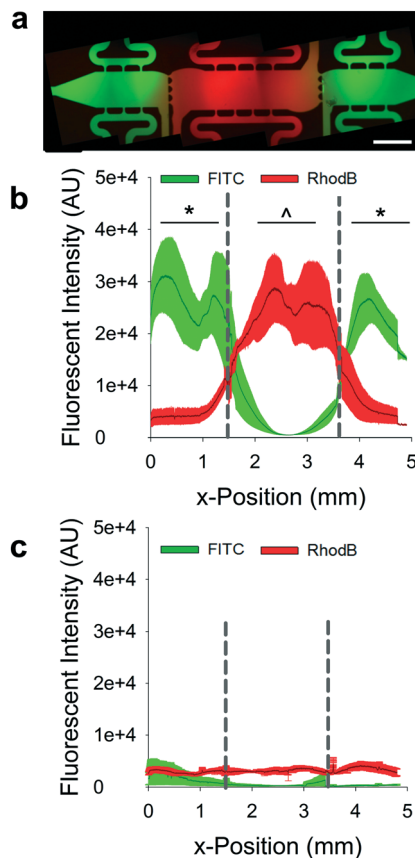 a
b
FITC RhodB
Fluorescent Intensity (AU)
5e+4
4e+4
3e+4
2e+4
1e+4
0
* ^ *
0 1 2 3 4 5
x-Position (mm)
c
FITC RhodB
Fluorescent Intensity (AU)
5e+4
4e+4
3e+4
2e+4
1e+4
0
0 1 2 3 4 5
x-Position (mm)